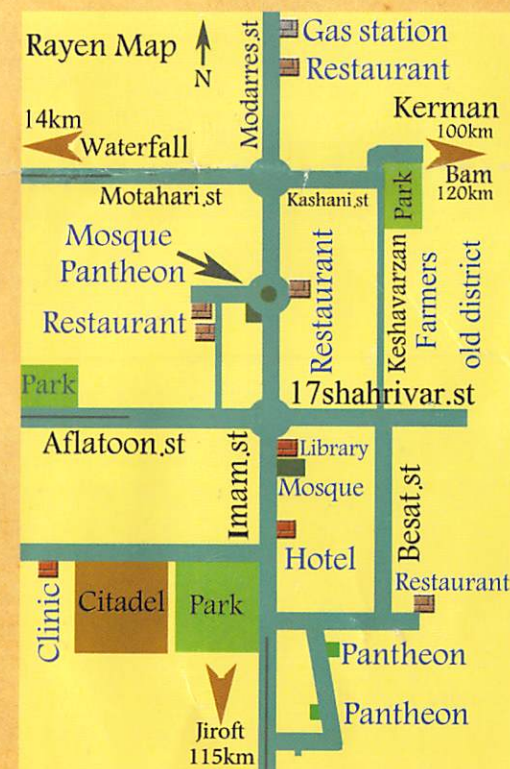 Rayen Map
N
Modarres.st
Gas station
Restaurant
14km
Waterfall
Kerman
100km
Bam
120km
Motahari.st
Kashani.st
Park
Mosque
Pantheon
Restaurant
Restaurant
Keshavarzan
Farmers
old district
Park
17shahrivar.st
Aflatoon.st
Imam.st
Library
Mosque
Besat.st
Hotel
Restaurant
Clinic
Citadel
Park
Pantheon
Pantheon
Jiroft
115km